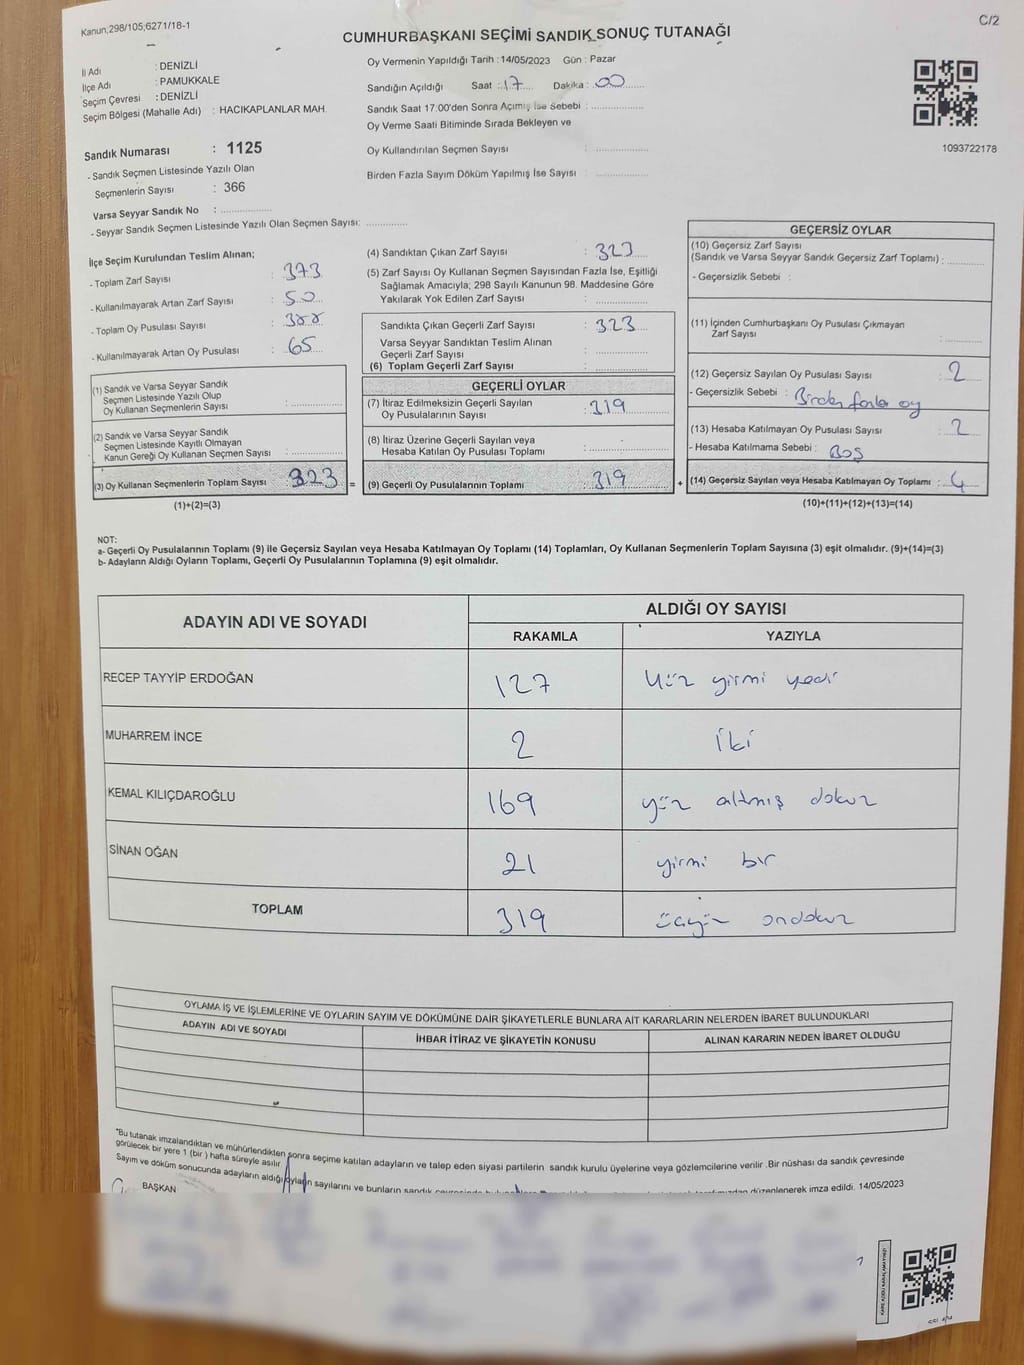 Kanun,298/105;6271/18-1
C/2
CUMHURBAŞKANI SEÇİMİ SANDIK SONUÇ TUTANAĞI
İl Adı : DENİZLİ
İlçe Adı : PAMUKKALE
Seçim Çevresi : DENİZLİ
Seçim Bölgesi (Mahalle Adı) : HACIKAPLANLAR MAH.
Sandık Numarası : 1125
- Sandık Seçmen Listesinde Yazılı Olan
Seçmenlerin Sayısı : 366
Varsa Seyyar Sandık No : ................
- Seyyar Sandık Seçmen Listesinde Yazılı Olan Seçmen Sayısı: .............
Oy Vermenin Yapıldığı Tarih : 14/05/2023 Gün : Pazar
Sandığın Açıldığı Saat : 17 Dakika : 00
Sandık Saat 17:00'den Sonra Açımış İse Sebebi : ................
Oy Verme Saati Bitiminde Sırada Bekleyen ve
Oy Kullandırılan Seçmen Sayısı : ................
Birden Fazla Sayım Döküm Yapılmış İse Sayısı : ................
1093722178
İlçe Seçim Kurulundan Teslim Alınan;
- Toplam Zarf Sayısı : 373
- Kullanılmayarak Artan Zarf Sayısı : 50
- Toplam Oy Pusulası Sayısı : 388
- Kullanılmayarak Artan Oy Pusulası : 65
(1) Sandık ve Varsa Seyyar Sandık
Seçmen Listesinde Yazılı Olup
Oy Kullanan Seçmenlerin Sayısı : ................
(2) Sandık ve Varsa Seyyar Sandık
Seçmen Listesinde Kayıtlı Olmayan
Kanun Gereği Oy Kullanan Seçmen Sayısı : ................
(3) Oy Kullanan Seçmenlerin Toplam Sayısı : 323 =
(1)+(2)=(3)
(4) Sandıktan Çıkan Zarf Sayısı : 323
(5) Zarf Sayısı Oy Kullanan Seçmen Sayısından Fazla İse, Eşitliği
Sağlamak Amacıyla; 298 Sayılı Kanunun 98. Maddesine Göre
Yakılarak Yok Edilen Zarf Sayısı : ................
Sandıkta Çıkan Geçerli Zarf Sayısı : 323
Varsa Seyyar Sandıktan Teslim Alınan
Geçerli Zarf Sayısı : ................
(6) Toplam Geçerli Zarf Sayısı : ................
GEÇERLİ OYLAR
(7) İtiraz Edilmeksizin Geçerli Sayılan
Oy Pusulalarının Sayısı : 319
(8) İtiraz Üzerine Geçerli Sayılan veya
Hesaba Katılan Oy Pusulası Toplamı : ................
(9) Geçerli Oy Pusulalarının Toplamı : 319 +
GEÇERSİZ OYLAR
(10) Geçersiz Zarf Sayısı
(Sandık ve Varsa Seyyar Sandık Geçersiz Zarf Toplamı) : ............
- Geçersizlik Sebebi :
(11) İçinden Cumhurbaşkanı Oy Pusulası Çıkmayan
Zarf Sayısı : ............
(12) Geçersiz Sayılan Oy Pusulası Sayısı : 2
- Geçersizlik Sebebi : Birden fazla oy
(13) Hesaba Katılmayan Oy Pusulası Sayısı : 2
- Hesaba Katılmama Sebebi : Boş
(14) Geçersiz Sayılan veya Hesaba Katılmayan Oy Toplamı : 4
(10)+(11)+(12)+(13)=(14)
NOT:
a- Geçerli Oy Pusulalarının Toplamı (9) ile Geçersiz Sayılan veya Hesaba Katılmayan Oy Toplamı (14) Toplamları, Oy Kullanan Seçmenlerin Toplam Sayısına (3) eşit olmalıdır. (9)+(14)=(3)
b- Adayların Aldığı Oyların Toplamı, Geçerli Oy Pusulalarının Toplamına (9) eşit olmalıdır.
ADAYIN ADI VE SOYADI ALDIĞI OY SAYISI
RAKAMLA YAZIYLA
RECEP TAYYİP ERDOĞAN 127 Yüz yirmi yedi
MUHARREM İNCE 2 iki
KEMAL KILIÇDAROĞLU 169 yüz altmış dokuz
SİNAN OĞAN 21 yirmi bir
TOPLAM 319 üçyüz ondokuz
OYLAMA İŞ VE İŞLEMLERİNE VE OYLARIN SAYIM VE DÖKÜMÜNE DAİR ŞİKAYETLERLE BUNLARA AİT KARARLARIN NELERDEN İBARET BULUNDUKLARI
ADAYIN ADI VE SOYADI İHBAR İTİRAZ VE ŞİKAYETİN KONUSU ALINAN KARARIN NEDEN İBARET OLDUĞU
*Bu tutanak imzalandıktan ve mühürlendikten sonra seçime katılan adayların ve talep eden siyasi partilerin sandık kurulu üyelerine veya gözlemcilerine verilir .Bir nüshası da sandık çevresinde
görülecek bir yere 1 (bir ) hafta süreyle asılır
Sayım ve döküm sonucunda adayların aldığı oyların sayılarını ve bunların sandık düzenlenerek imza edildi. 14/05/2023
BAŞKAN